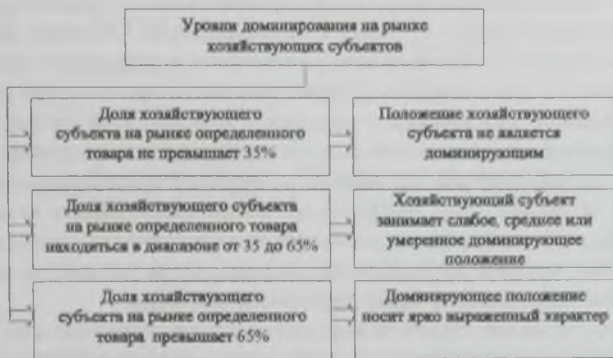 Уровни доминирования на рынке
хозяйствующих субъектов
Доля хозяйствующего
субъекта на рынке определенного
товара не превышает 35%
Положение хозяйствующего
субъекта не является
доминирующим
Доля хозяйствующего субъекта
на рынке определенного товара
находиться в диапазоне от 35 до 65%
Хозяйствующий субъект
занимает слабое, среднее или
умеренное доминирующее
положение
Доля хозяйствующего
субъекта на рынке определенного
товара превышает 65%
Доминирующее положение
носит ярко выраженный характер